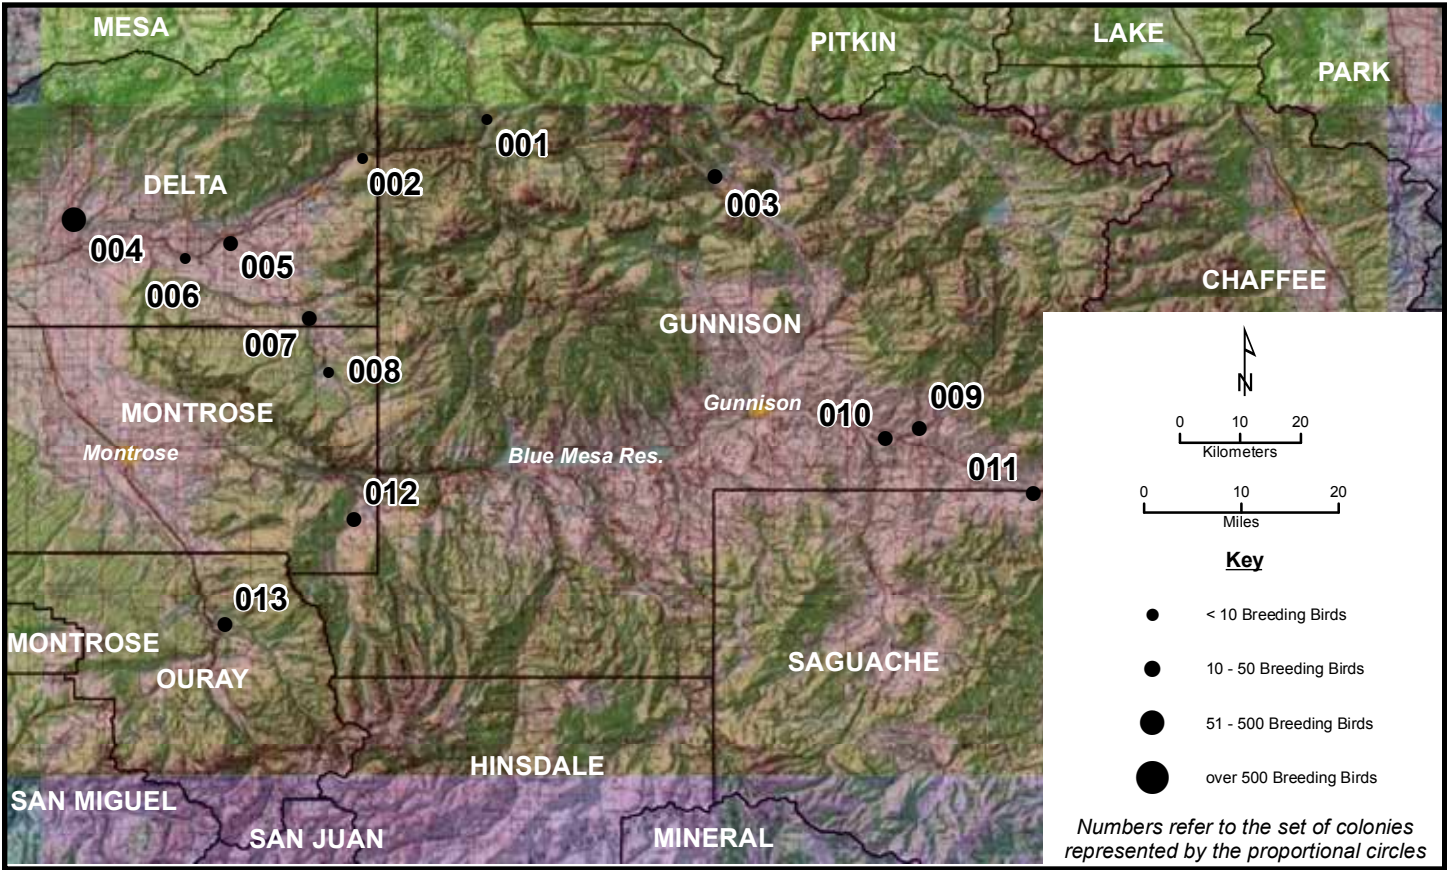 MESA
PITKIN
LAKE
PARK
001
002
DELTA
003
004
005
006
CHAFFEE
GUNNISON
007
008
MONTROSE
Gunnison
009
010
Montrose
Blue Mesa Res.
011
012
013
MONTROSE
OURAY
SAGUACHE
HINSDALE
SAN MIGUEL
SAN JUAN
MINERAL
N
0 10 20
Kilometers
0 10 20
Miles
Key
< 10 Breeding Birds
10 - 50 Breeding Birds
51 - 500 Breeding Birds
over 500 Breeding Birds
Numbers refer to the set of colonies
represented by the proportional circles